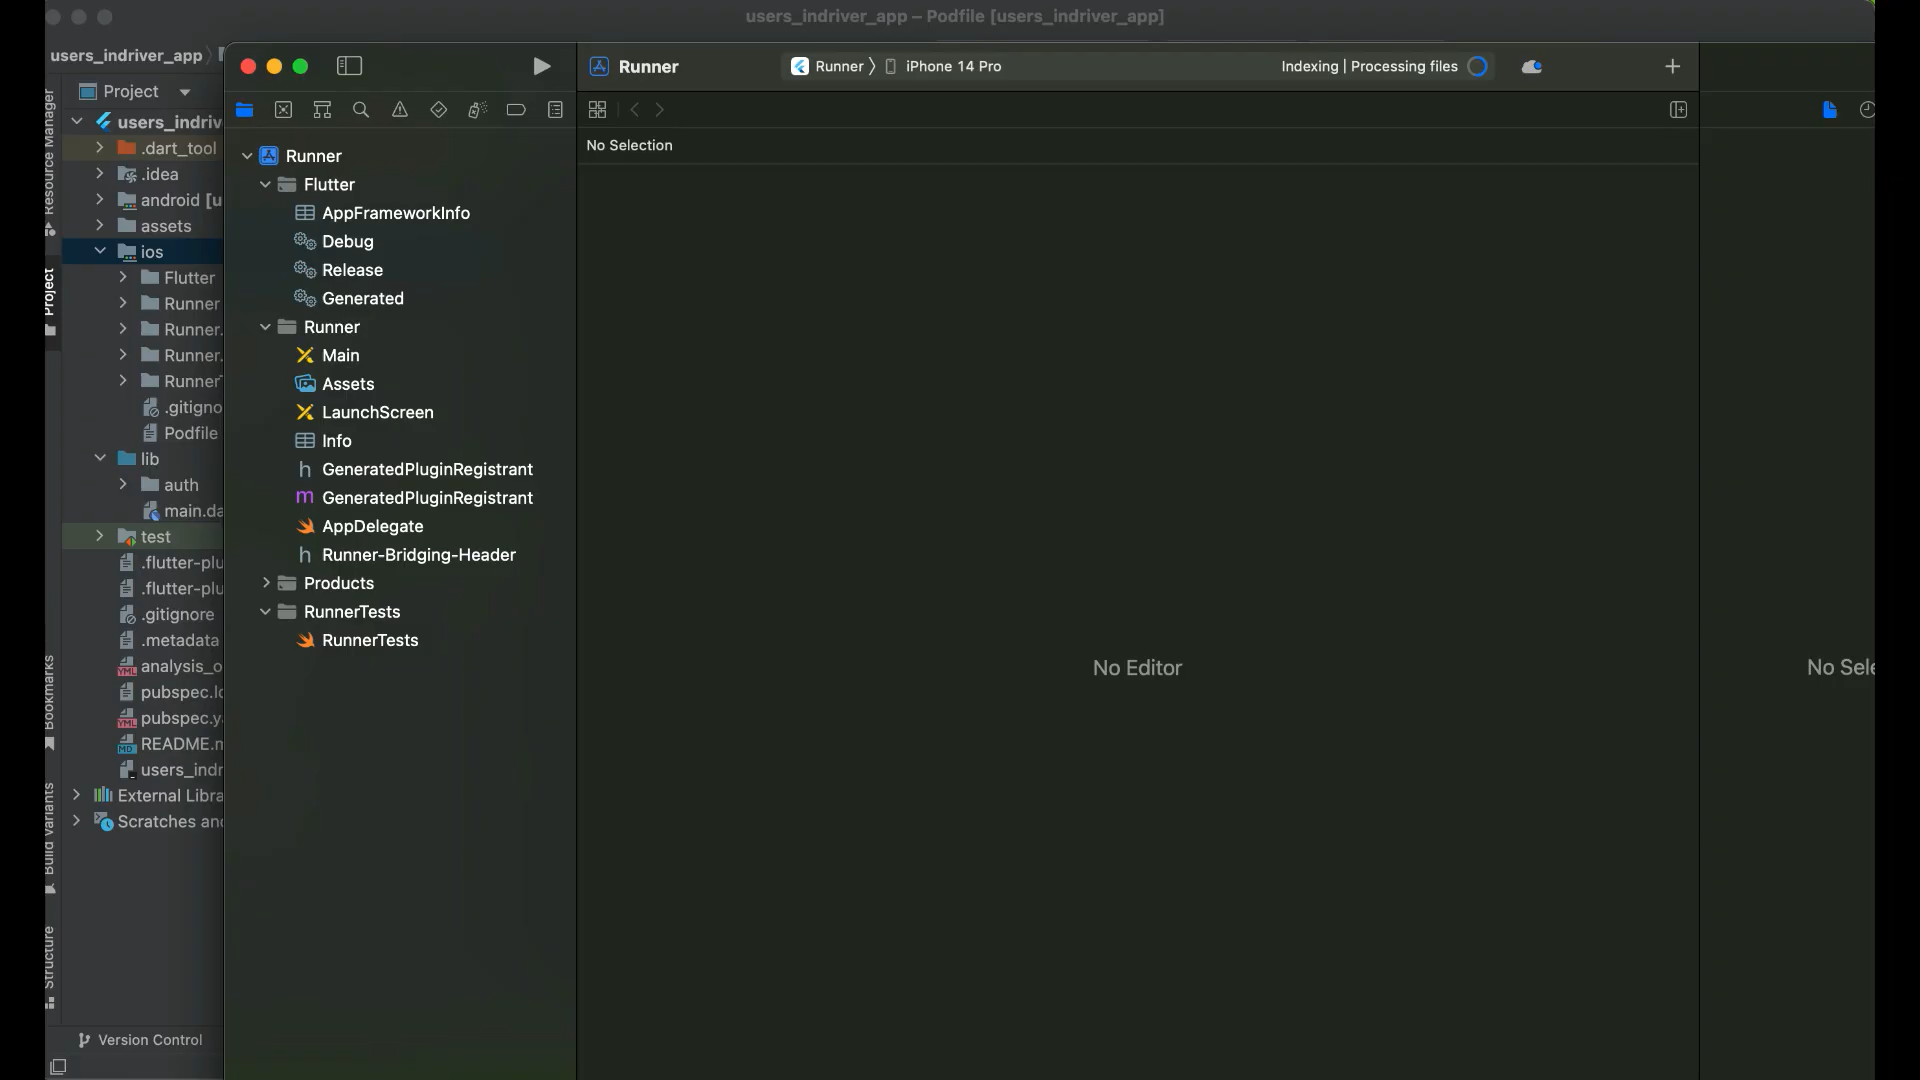 users_indriver_app – Podfile [users_indriver_app]
users_indriver_app
Project
users_indriv
.dart_tool
.idea
android [u
assets
ios
Flutter
Runner
Runner.
Runner.
Runner
.gitigno
Podfile
lib
auth
main.da
test
.flutter-plu
.flutter-plu
.gitignore
.metadata
analysis_o
pubspec.lo
pubspec.ya
README.m
users_indr
External Libra
Scratches and
Version Control
Resource Manager
Project
Bookmarks
Build Variants
Structure
Runner
Flutter
AppFrameworkInfo
Debug
Release
Generated
Runner
Main
Assets
LaunchScreen
Info
h GeneratedPluginRegistrant
m GeneratedPluginRegistrant
AppDelegate
h Runner-Bridging-Header
Products
RunnerTests
RunnerTests
Runner
Runner
iPhone 14 Pro
Indexing | Processing files
No Selection
No Editor
No Sele